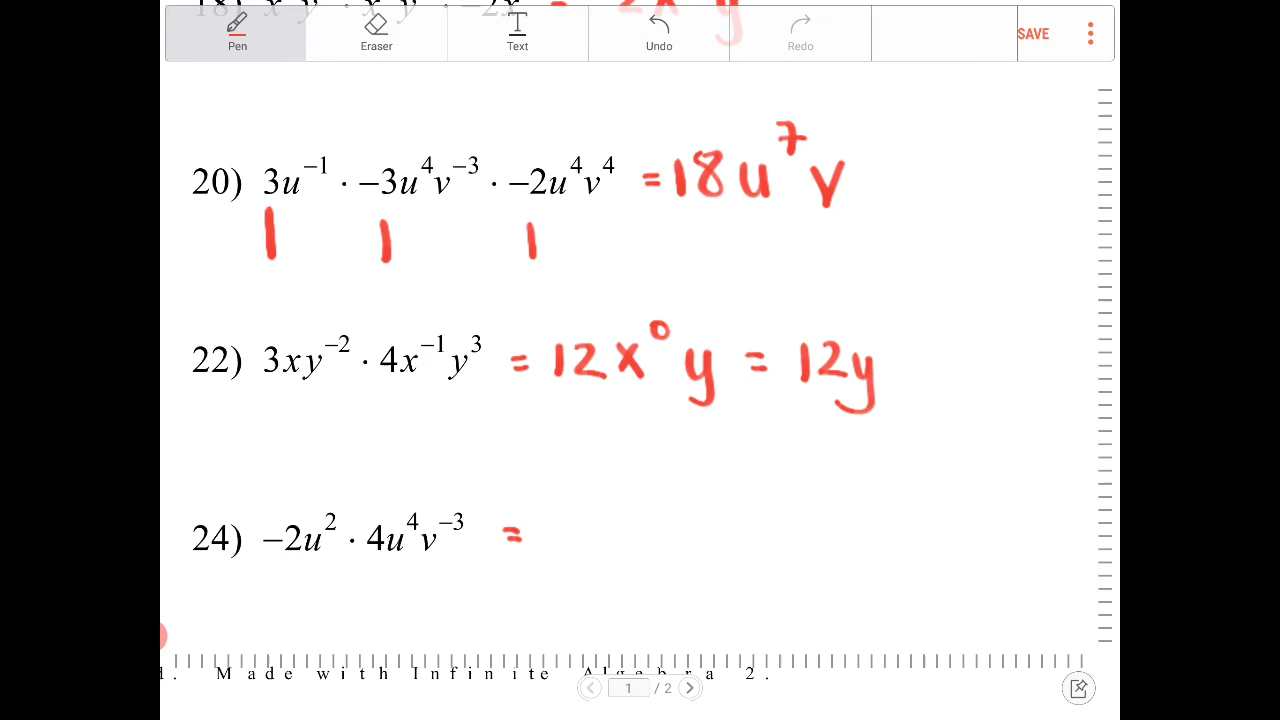 Pen Eraser Text Undo Redo SAVE
20) 3u⁻¹ · −3u⁴v⁻³ · −2u⁴v⁴ = 18u⁷v
1 1 1
22) 3xy⁻² · 4x⁻¹y³ = 12x⁰y = 12y
24) −2u² · 4u⁴v⁻³ =
d. Made with Infinite Algebra 2.
1 / 2